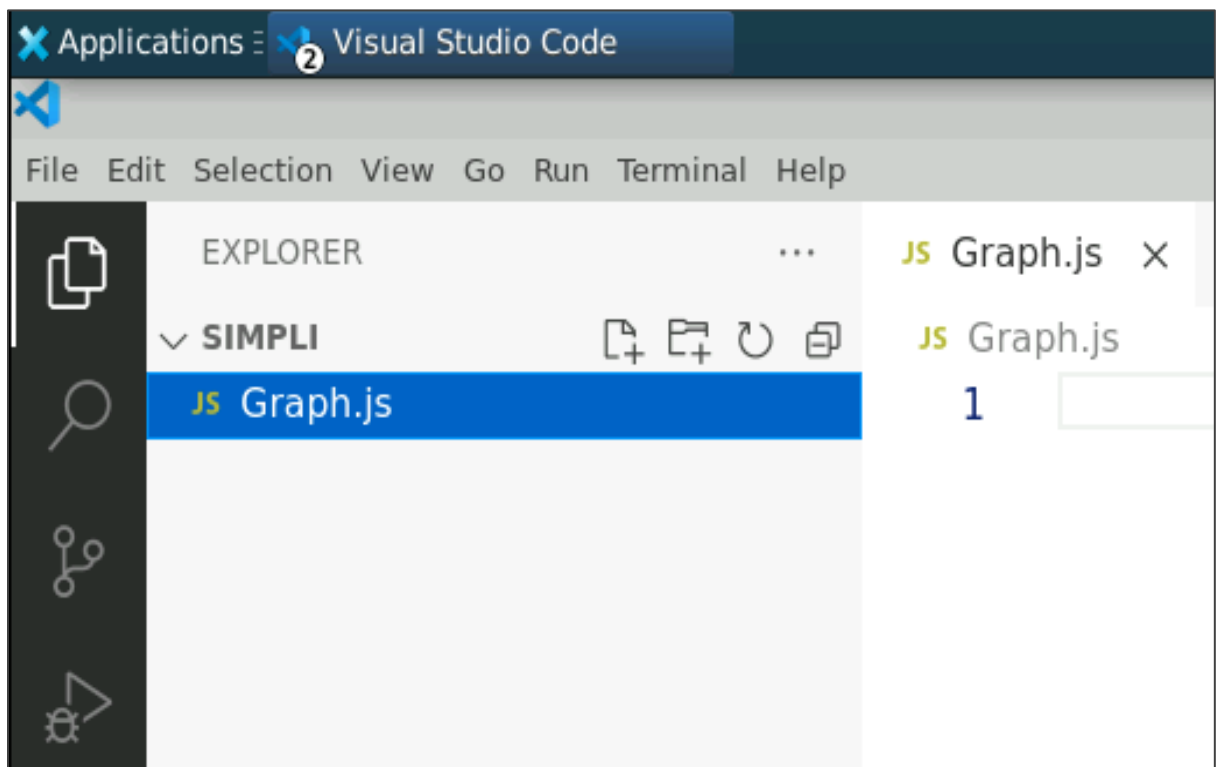 Applications
2
Visual Studio Code
File Edit Selection View Go Run Terminal Help
EXPLORER
...
JS Graph.js
SIMPLI
JS Graph.js
JS Graph.js
1